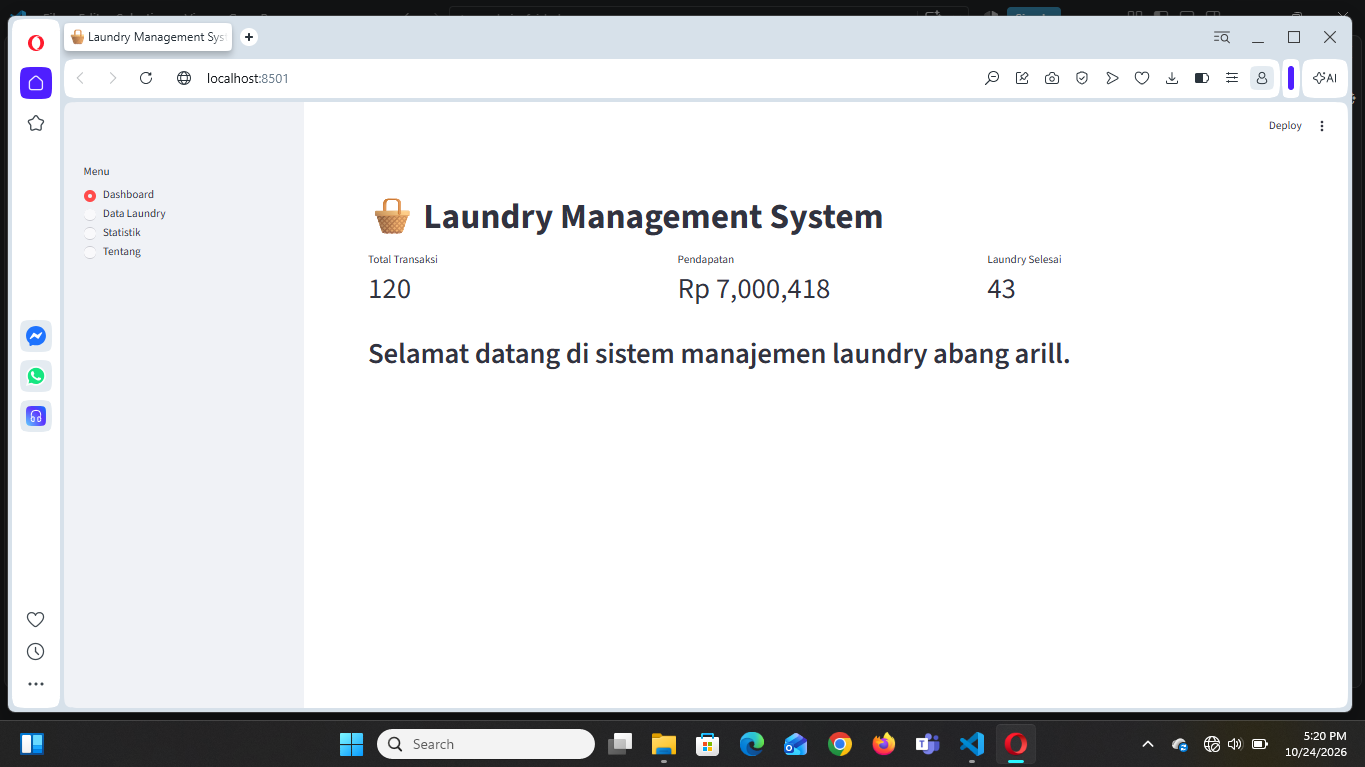 Laundry Management Sys
localhost:8501
AI
Deploy
Menu
Dashboard
Data Laundry
Statistik
Tentang
Laundry Management System
Total Transaksi
Pendapatan
Laundry Selesai
120
Rp 7,000,418
43
Selamat datang di sistem manajemen laundry abang arill.
Search
5:20 PM
10/24/2026